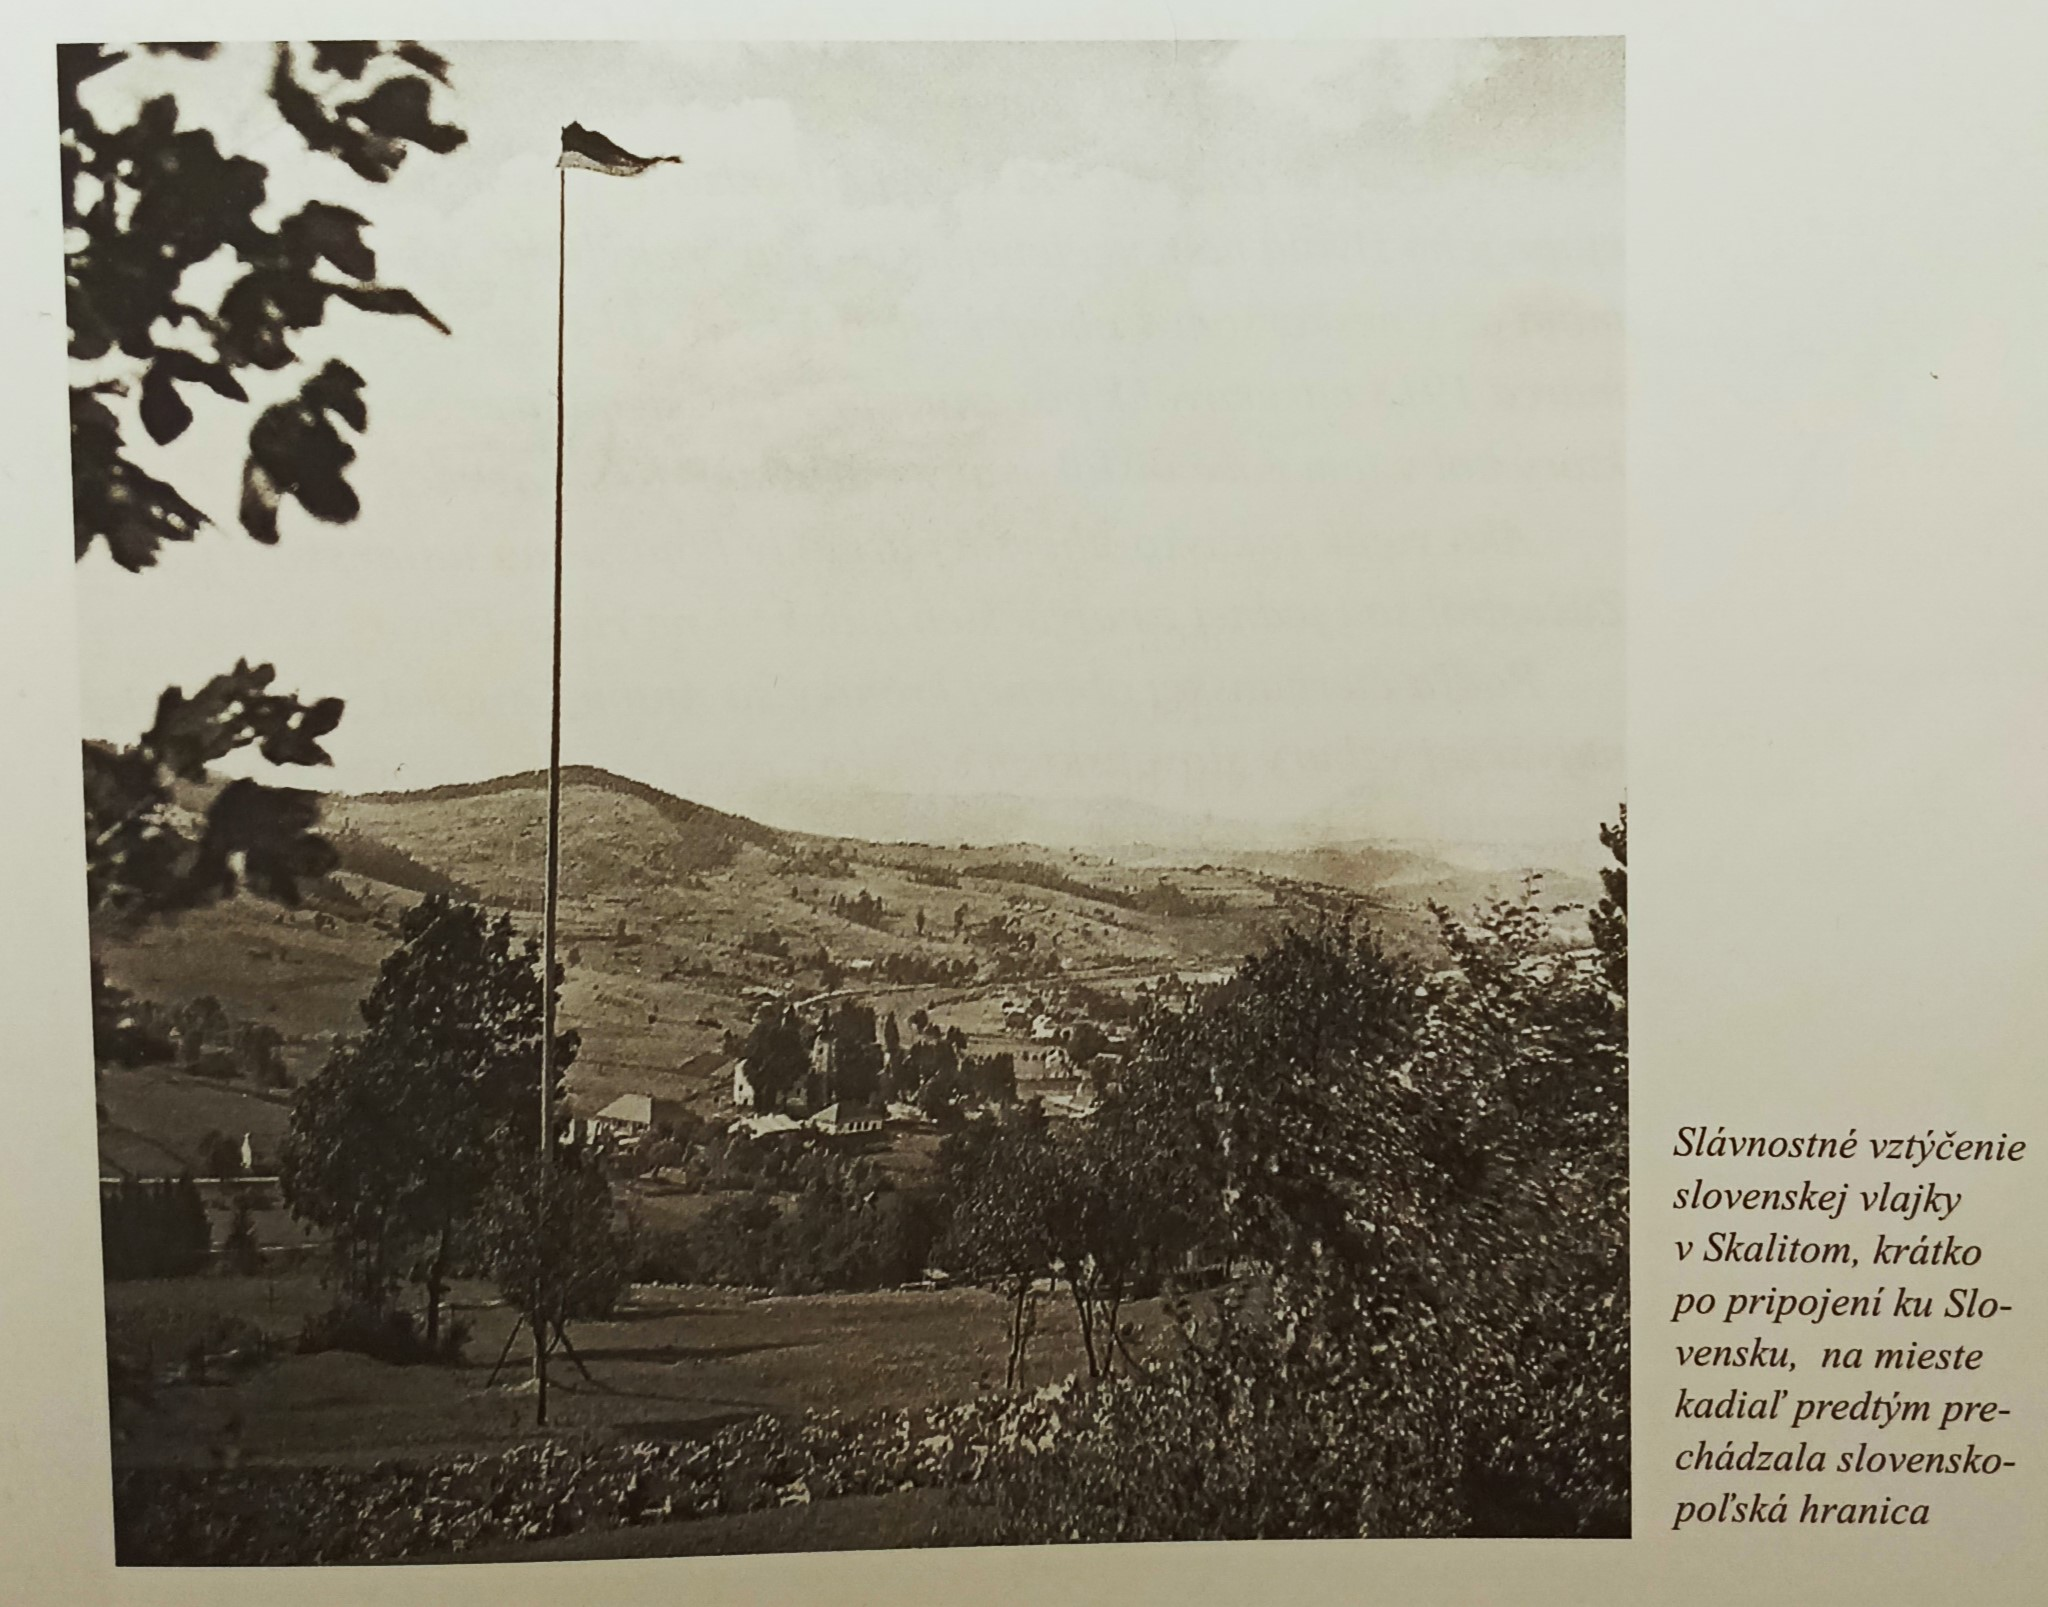 Slávnostné vztýčenie
slovenskej vlajky
v Skalitom, krátko
po pripojení ku Slo-
vensku, na mieste
kadiaľ predtým pre-
chádzala slovensko-
poľská hranica